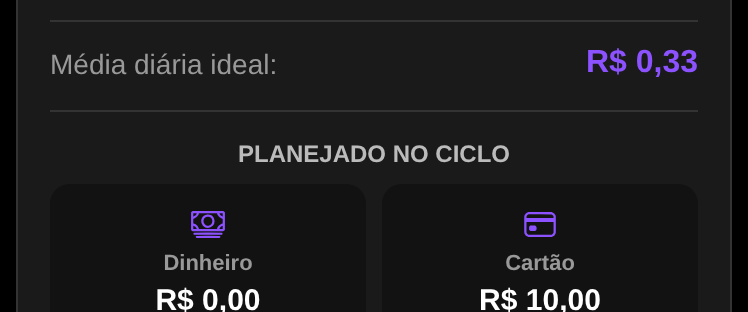 Média diária ideal: R$ 0,33
PLANEJADO NO CICLO
Dinheiro Cartão
R$ 0,00 R$ 10,00